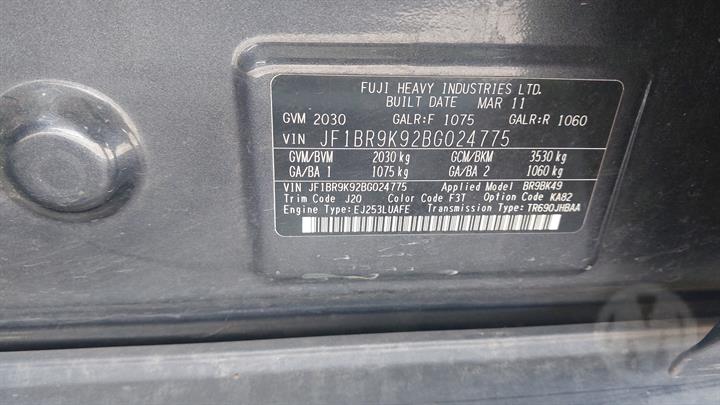 FUJI HEAVY INDUSTRIES LTD.
BUILT DATE MAR 11
GVM 2030 GALR:F 1075 GALR:R 1060
VIN JF1BR9K92BG024775
GVM/BVM 2030 kg GCM/BKM 3530 kg
GA/BA 1 1075 kg GA/BA 2 1060 kg
VIN JF1BR9K92BG024775 Applied Model BR9BK49
Trim Code J20 Color Code F3T Option Code KA82
Engine Type: EJ253LUAFE Transmission Type: TR690JHBAA